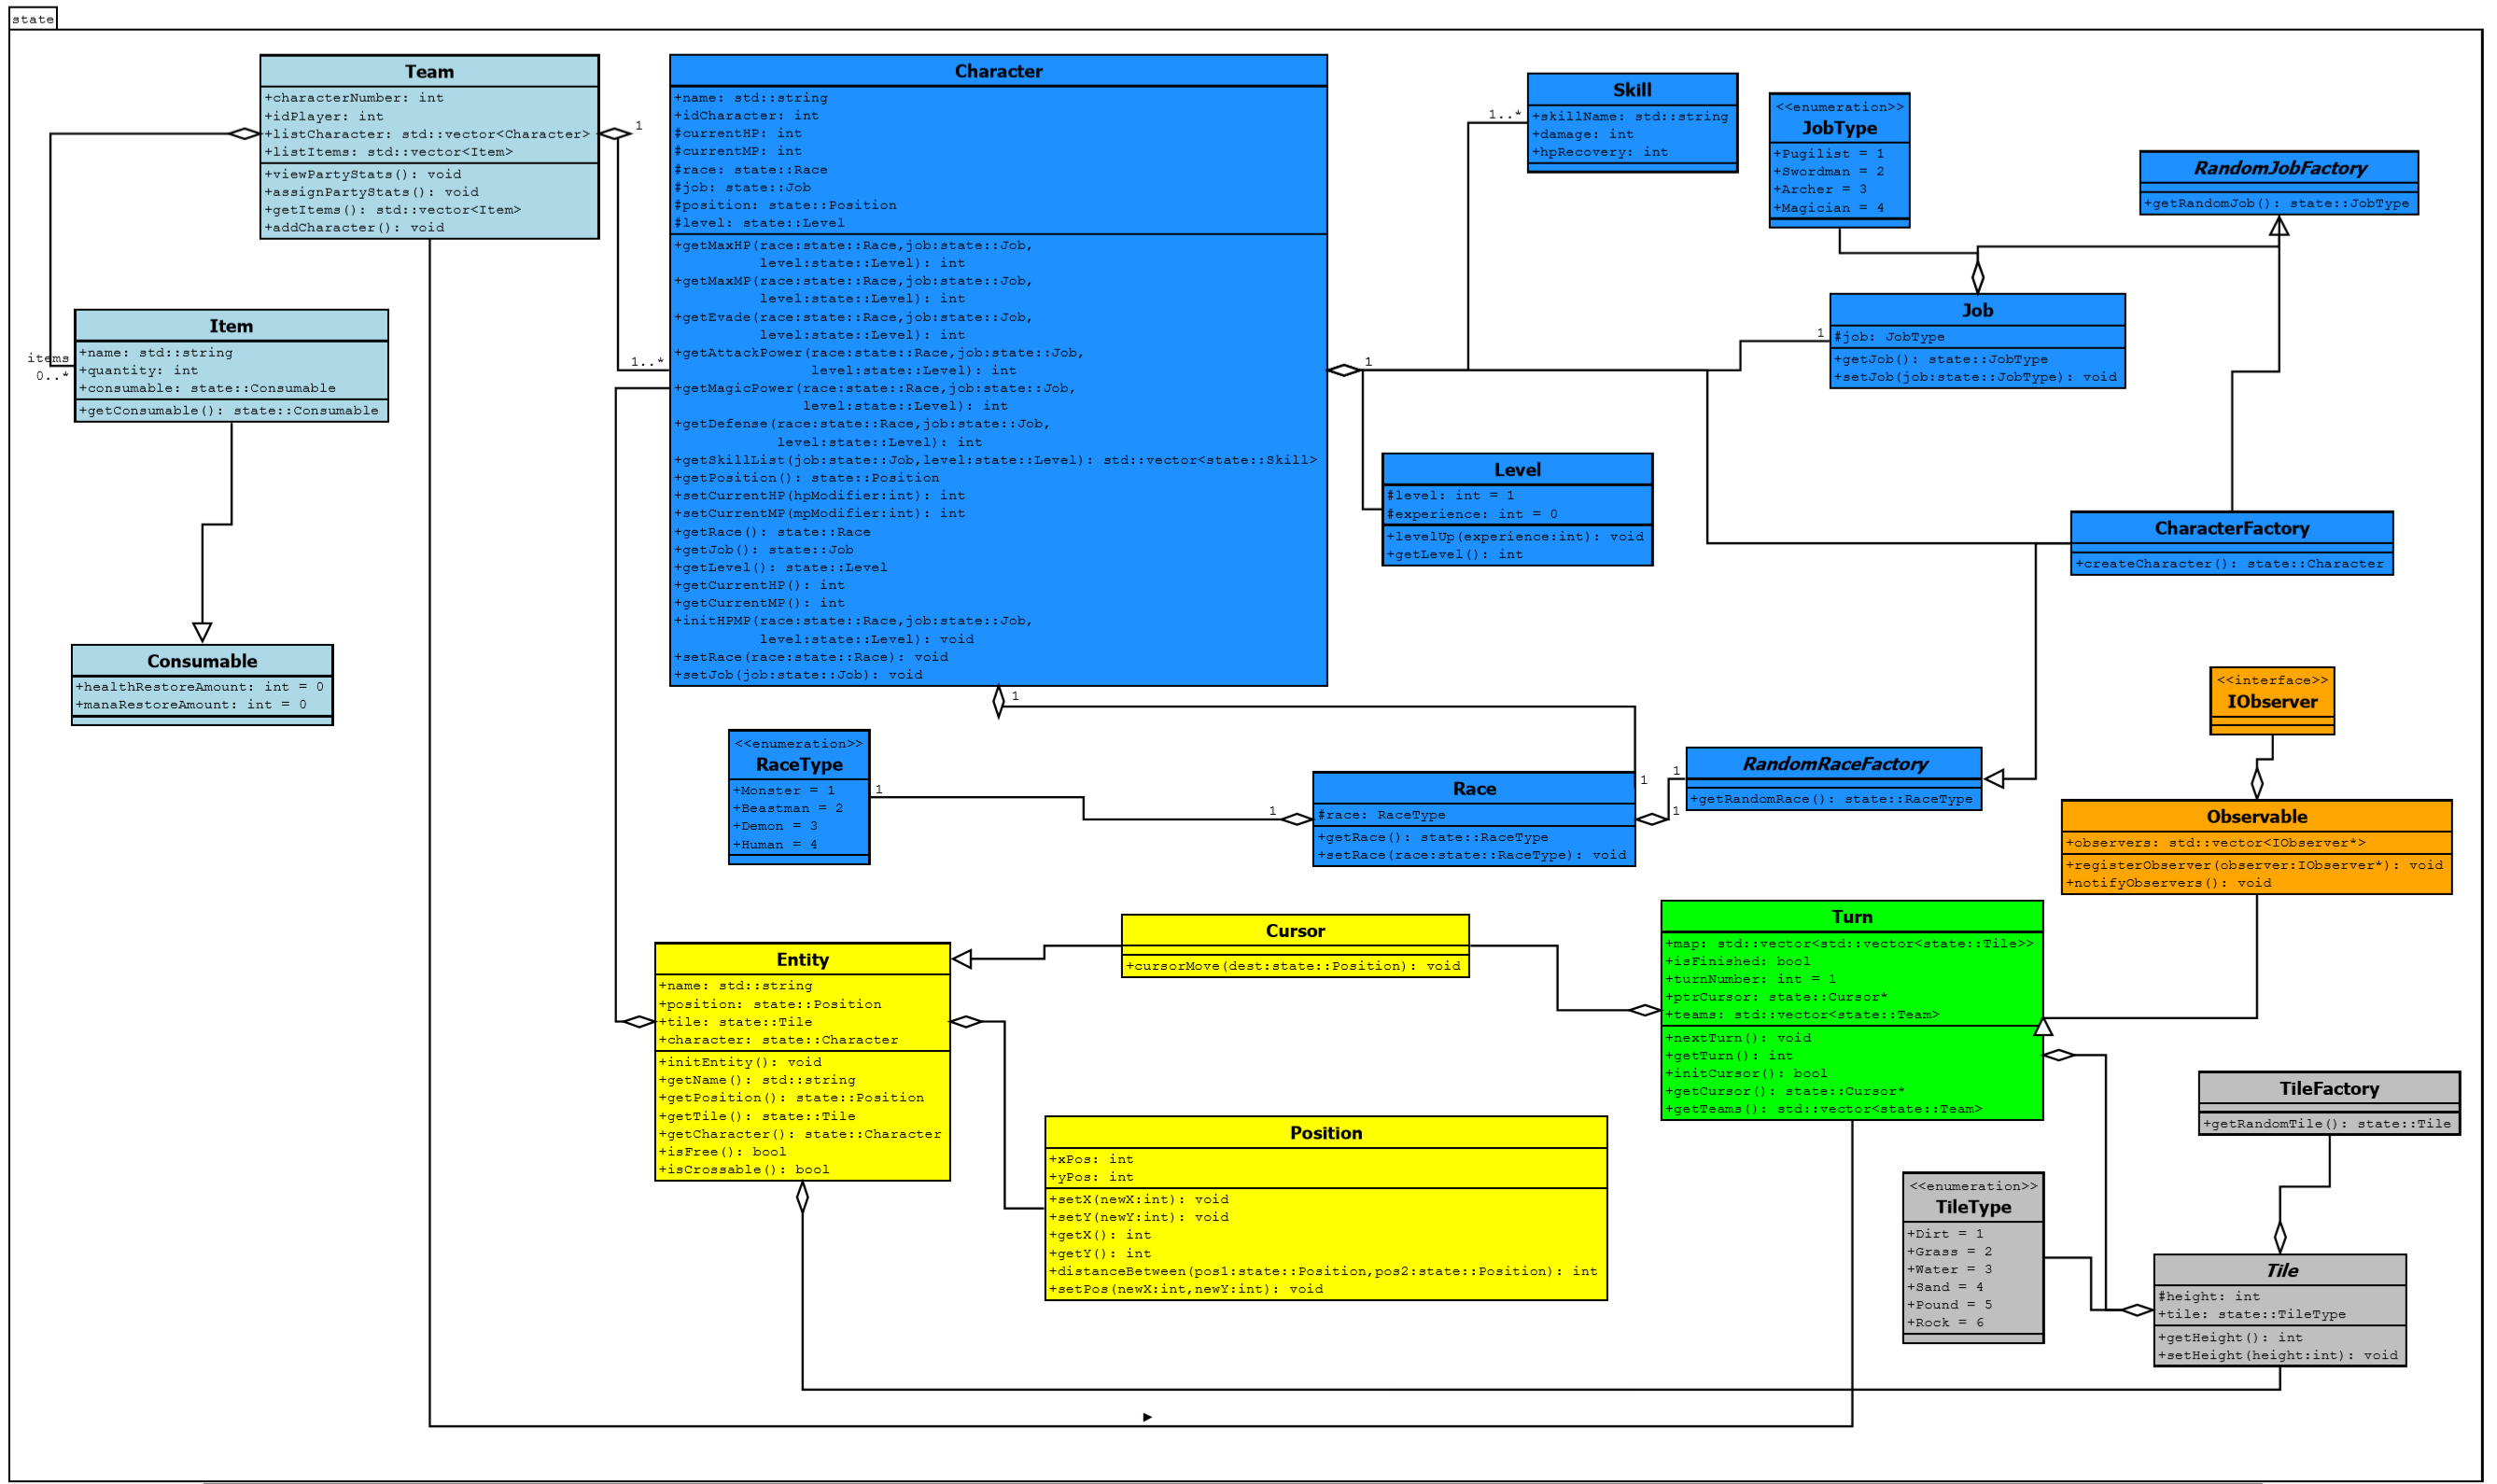 state
Team
+characterNumber: int
+idPlayer: int
+listCharacter: std::vector<Character>
+listItems: std::vector<Item>
+viewPartyStats(): void
+assignPartyStats(): void
+getItems(): std::vector<Item>
+addCharacter(): void
1
1..*
items
0..*
Item
+name: std::string
+quantity: int
+consumable: state::Consumable
+getConsumable(): state::Consumable
Consumable
+healthRestoreAmount: int = 0
+manaRestoreAmount: int = 0
Character
+name: std::string
+idCharacter: int
#currentHP: int
#currentMP: int
#race: state::Race
#job: state::Job
#position: state::Position
#level: state::Level
+getMaxHP(race:state::Race,job:state::Job,
level:state::Level): int
+getMaxMP(race:state::Race,job:state::Job,
level:state::Level): int
+getEvade(race:state::Race,job:state::Job,
level:state::Level): int
+getAttackPower(race:state::Race,job:state::Job,
level:state::Level): int
+getMagicPower(race:state::Race,job:state::Job,
level:state::Level): int
+getDefense(race:state::Race,job:state::Job,
level:state::Level): int
+getSkillList(job:state::Job,level:state::Level): std::vector<state::Skill>
+getPosition(): state::Position
+setCurrentHP(hpModifier:int): int
+setCurrentMP(mpModifier:int): int
+getRace(): state::Race
+getJob(): state::Job
+getLevel(): state::Level
+getCurrentHP(): int
+getCurrentMP(): int
+initHPMP(race:state::Race,job:state::Job,
level:state::Level): void
+setRace(race:state::Race): void
+setJob(job:state::Job): void
1
1
1..*
Skill
+skillName: std::string
+damage: int
+hpRecovery: int
<<enumeration>>
JobType
+Pugilist = 1
+Swordman = 2
+Archer = 3
+Magician = 4
RandomJobFactory
+getRandomJob(): state::JobType
1
Job
#job: JobType
+getJob(): state::JobType
+setJob(job:state::JobType): void
Level
#level: int = 1
#experience: int = 0
+levelUp(experience:int): void
+getLevel(): int
CharacterFactory
+createCharacter(): state::Character
<<enumeration>>
RaceType
+Monster = 1
+Beastman = 2
+Demon = 3
+Human = 4
1
1
Race
#race: RaceType
+getRace(): state::RaceType
+setRace(race:state::RaceType): void
1
1
1
RandomRaceFactory
+getRandomRace(): state::RaceType
<<interface>>
IObserver
Observable
+observers: std::vector<IObserver*>
+registerObserver(observer:IObserver*): void
+notifyObservers(): void
Cursor
+cursorMove(dest:state::Position): void
Entity
+name: std::string
+position: state::Position
+tile: state::Tile
+character: state::Character
+initEntity(): void
+getName(): std::string
+getPosition(): state::Position
+getTile(): state::Tile
+getCharacter(): state::Character
+isFree(): bool
+isCrossable(): bool
Turn
+map: std::vector<std::vector<state::Tile>>
+isFinished: bool
+turnNumber: int = 1
+ptrCursor: state::Cursor*
+teams: std::vector<state::Team>
+nextTurn(): void
+getTurn(): int
+initCursor(): bool
+getCursor(): state::Cursor*
+getTeams(): std::vector<state::Team>
Position
+xPos: int
+yPos: int
+setX(newX:int): void
+setY(newY:int): void
+getX(): int
+getY(): int
+distanceBetween(pos1:state::Position,pos2:state::Position): int
+setPos(newX:int,newY:int): void
TileFactory
+getRandomTile(): state::Tile
<<enumeration>>
TileType
+Dirt = 1
+Grass = 2
+Water = 3
+Sand = 4
+Pound = 5
+Rock = 6
Tile
#height: int
+tile: state::TileType
+getHeight(): int
+setHeight(height:int): void